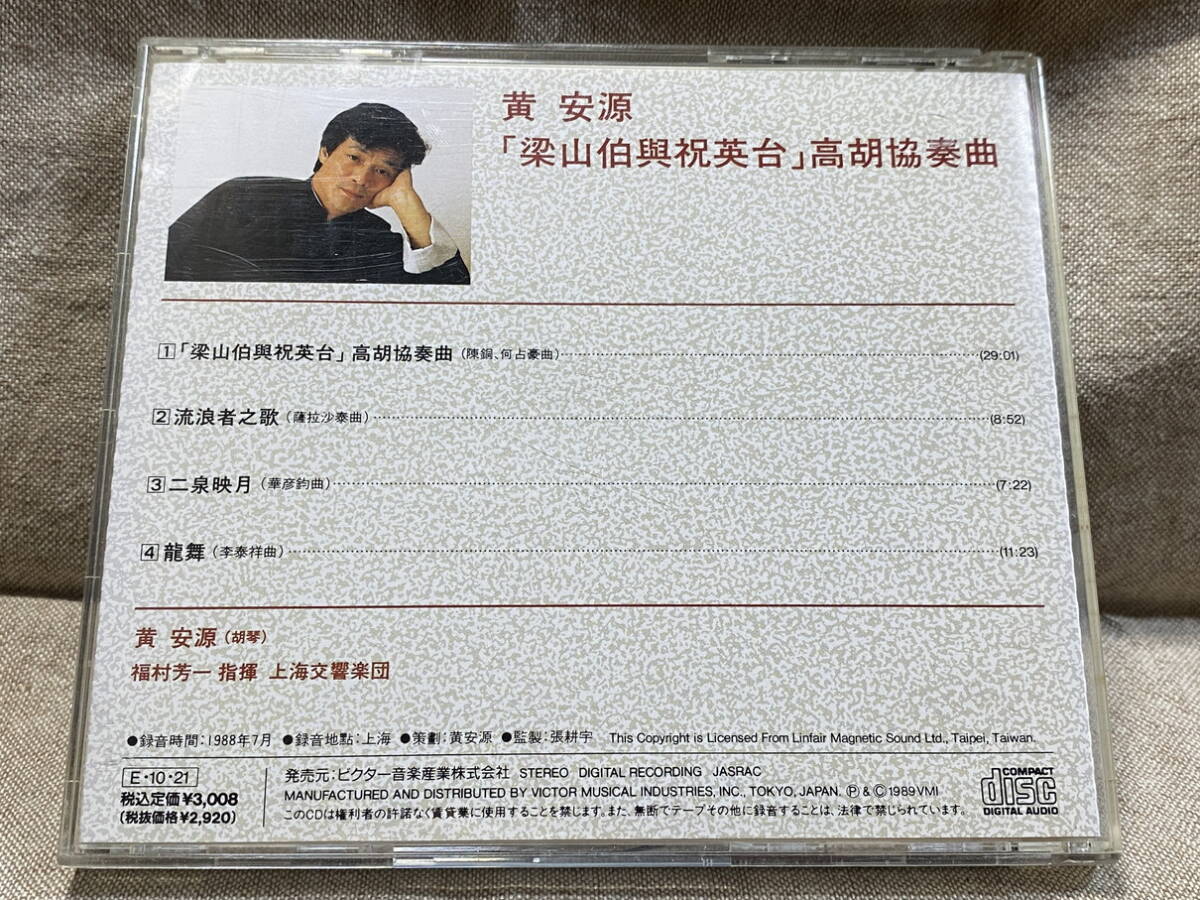 黄 安源
「梁山伯與祝英台」高胡協奏曲
1「梁山伯與祝英台」高胡協奏曲(陳鋼、何占豪曲)(29:01)
2流浪者之歌(薩拉沙泰曲)(8:52)
3二泉映月(華彦鈞曲)(7:22)
4龍舞(李泰祥曲)(11:23)
黄 安源(胡琴)
福村芳一 指揮 上海交響楽団
●録音時間:1988年7月 ●録音地點:上海 ●策劃:黄安源 ●監製:張耕宇 This Copyright is Licensed From Linfair Magnetic Sound Ltd., Taipei, Taiwan.
E・10・21
税込定価¥3,008
(税抜価格¥2,920)
発売元:ビクター音楽産業株式会社 STEREO DIGITAL RECORDING JASRAC
MANUFACTURED AND DISTRIBUTED BY VICTOR MUSICAL INDUSTRIES, INC., TOKYO, JAPAN. Ⓟ & Ⓒ 1989 VMI
このCDは権利者の許諾なく賃貸業に使用することを禁じます。また、無断でテープその他に録音することは、法律で禁じられています。
COMPACT
disc
DIGITAL AUDIO